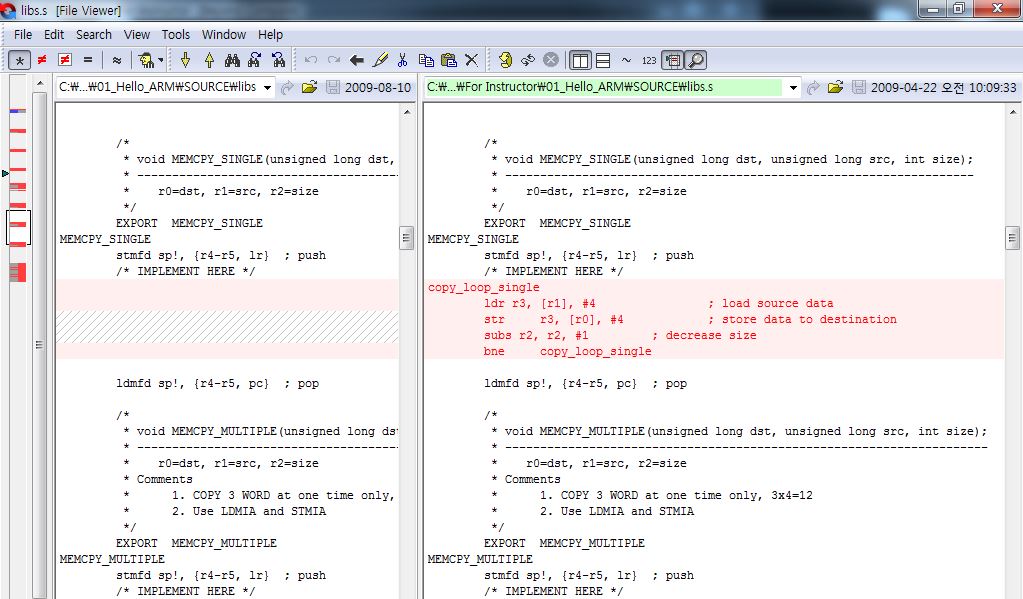 libs.s [File Viewer]
File Edit Search View Tools Window Help
123
C:₩...₩01_Hello_ARM₩SOURCE₩libs
2009-08-10
C:₩...₩For Instructor₩01_Hello_ARM₩SOURCE₩libs.s
2009-04-22 오전 10:09:33
/*
* void MEMCPY_SINGLE(unsigned long dst,
* -------------------------------------
* r0=dst, r1=src, r2=size
*/
EXPORT MEMCPY_SINGLE
MEMCPY_SINGLE
stmfd sp!, {r4-r5, lr} ; push
/* IMPLEMENT HERE */
ldmfd sp!, {r4-r5, pc} ; pop
/*
* void MEMCPY_MULTIPLE(unsigned long dst
* -------------------------------------
* r0=dst, r1=src, r2=size
* Comments
* 1. COPY 3 WORD at one time only,
* 2. Use LDMIA and STMIA
*/
EXPORT MEMCPY_MULTIPLE
MEMCPY_MULTIPLE
stmfd sp!, {r4-r5, lr} ; push
/* IMPLEMENT HERE */
/*
* void MEMCPY_SINGLE(unsigned long dst, unsigned long src, int size);
* ------------------------------------------------------------------
* r0=dst, r1=src, r2=size
*/
EXPORT MEMCPY_SINGLE
MEMCPY_SINGLE
stmfd sp!, {r4-r5, lr} ; push
/* IMPLEMENT HERE */
copy_loop_single
ldr r3, [r1], #4 ; load source data
str r3, [r0], #4 ; store data to destination
subs r2, r2, #1 ; decrease size
bne copy_loop_single
ldmfd sp!, {r4-r5, pc} ; pop
/*
* void MEMCPY_MULTIPLE(unsigned long dst, unsigned long src, int size);
* --------------------------------------------------------------------
* r0=dst, r1=src, r2=size
* Comments
* 1. COPY 3 WORD at one time only, 3x4=12
* 2. Use LDMIA and STMIA
*/
EXPORT MEMCPY_MULTIPLE
MEMCPY_MULTIPLE
stmfd sp!, {r4-r5, lr} ; push
/* IMPLEMENT HERE */